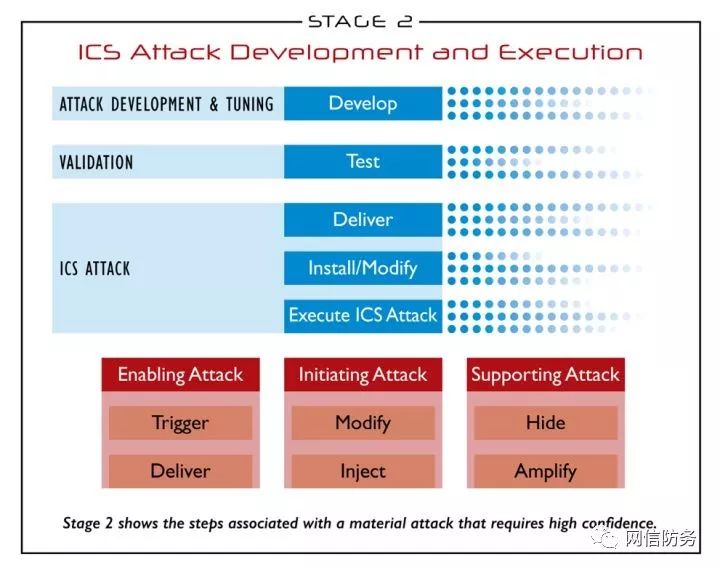 STAGE 2
ICS Attack Development and Execution
ATTACK DEVELOPMENT & TUNING Develop
VALIDATION Test
Deliver
ICS ATTACK Install/Modify
Execute ICS Attack
Enabling Attack Initiating Attack Supporting Attack
Trigger Modify Hide
Deliver Inject Amplify
Stage 2 shows the steps associated with a material attack that requires high confidence.
网信防务